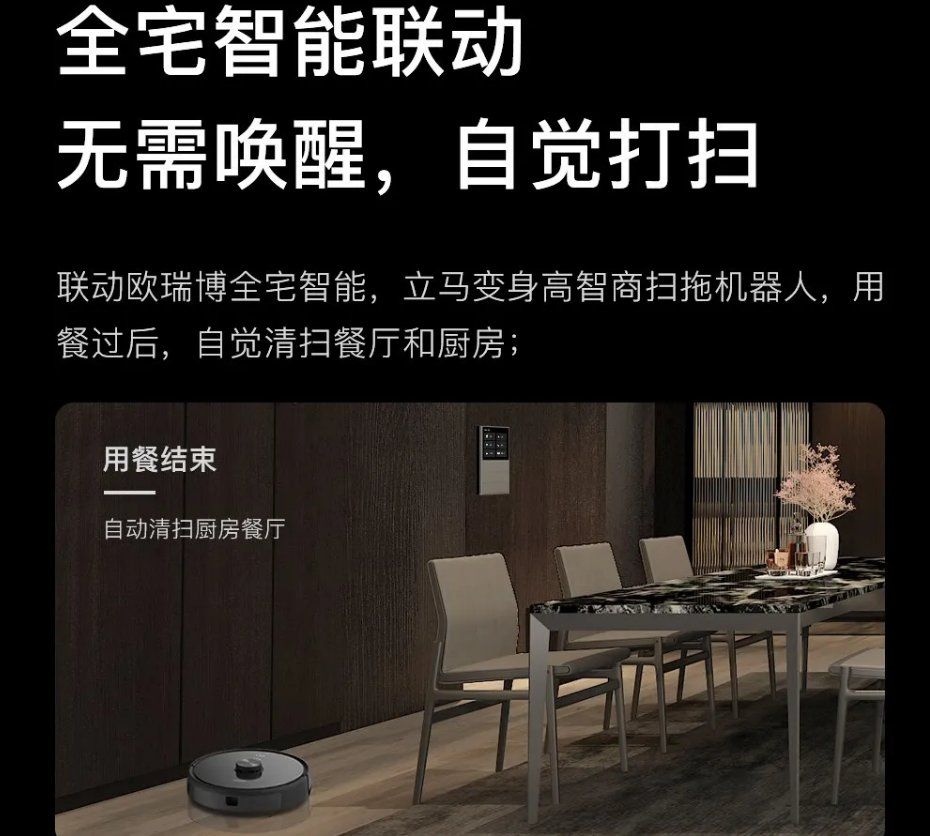 全宅智能联动
无需唤醒，自觉打扫
联动欧瑞博全宅智能，立马变身高智商扫拖机器人，用
餐过后，自觉清扫餐厅和厨房；
用餐结束
自动清扫厨房餐厅